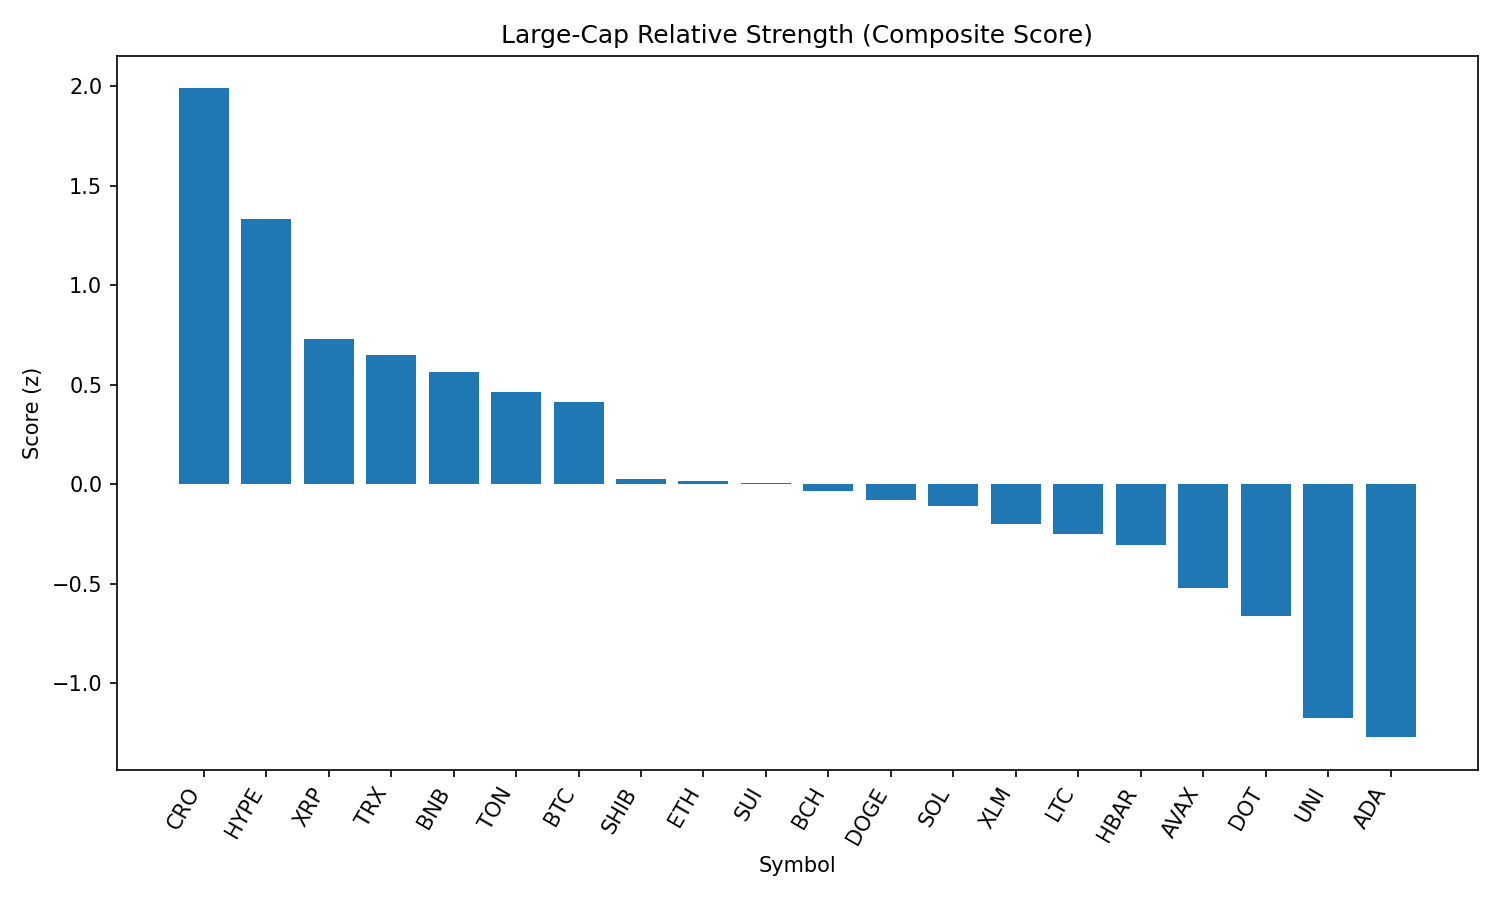 Large-Cap Relative Strength (Composite Score)
2.0
1.5
1.0
0.5
0.0
−0.5
−1.0
Score (z)
CRO
HYPE
XRP
TRX
BNB
TON
BTC
SHIB
ETH
SUI
BCH
DOGE
SOL
XLM
LTC
HBAR
AVAX
DOT
UNI
ADA
Symbol